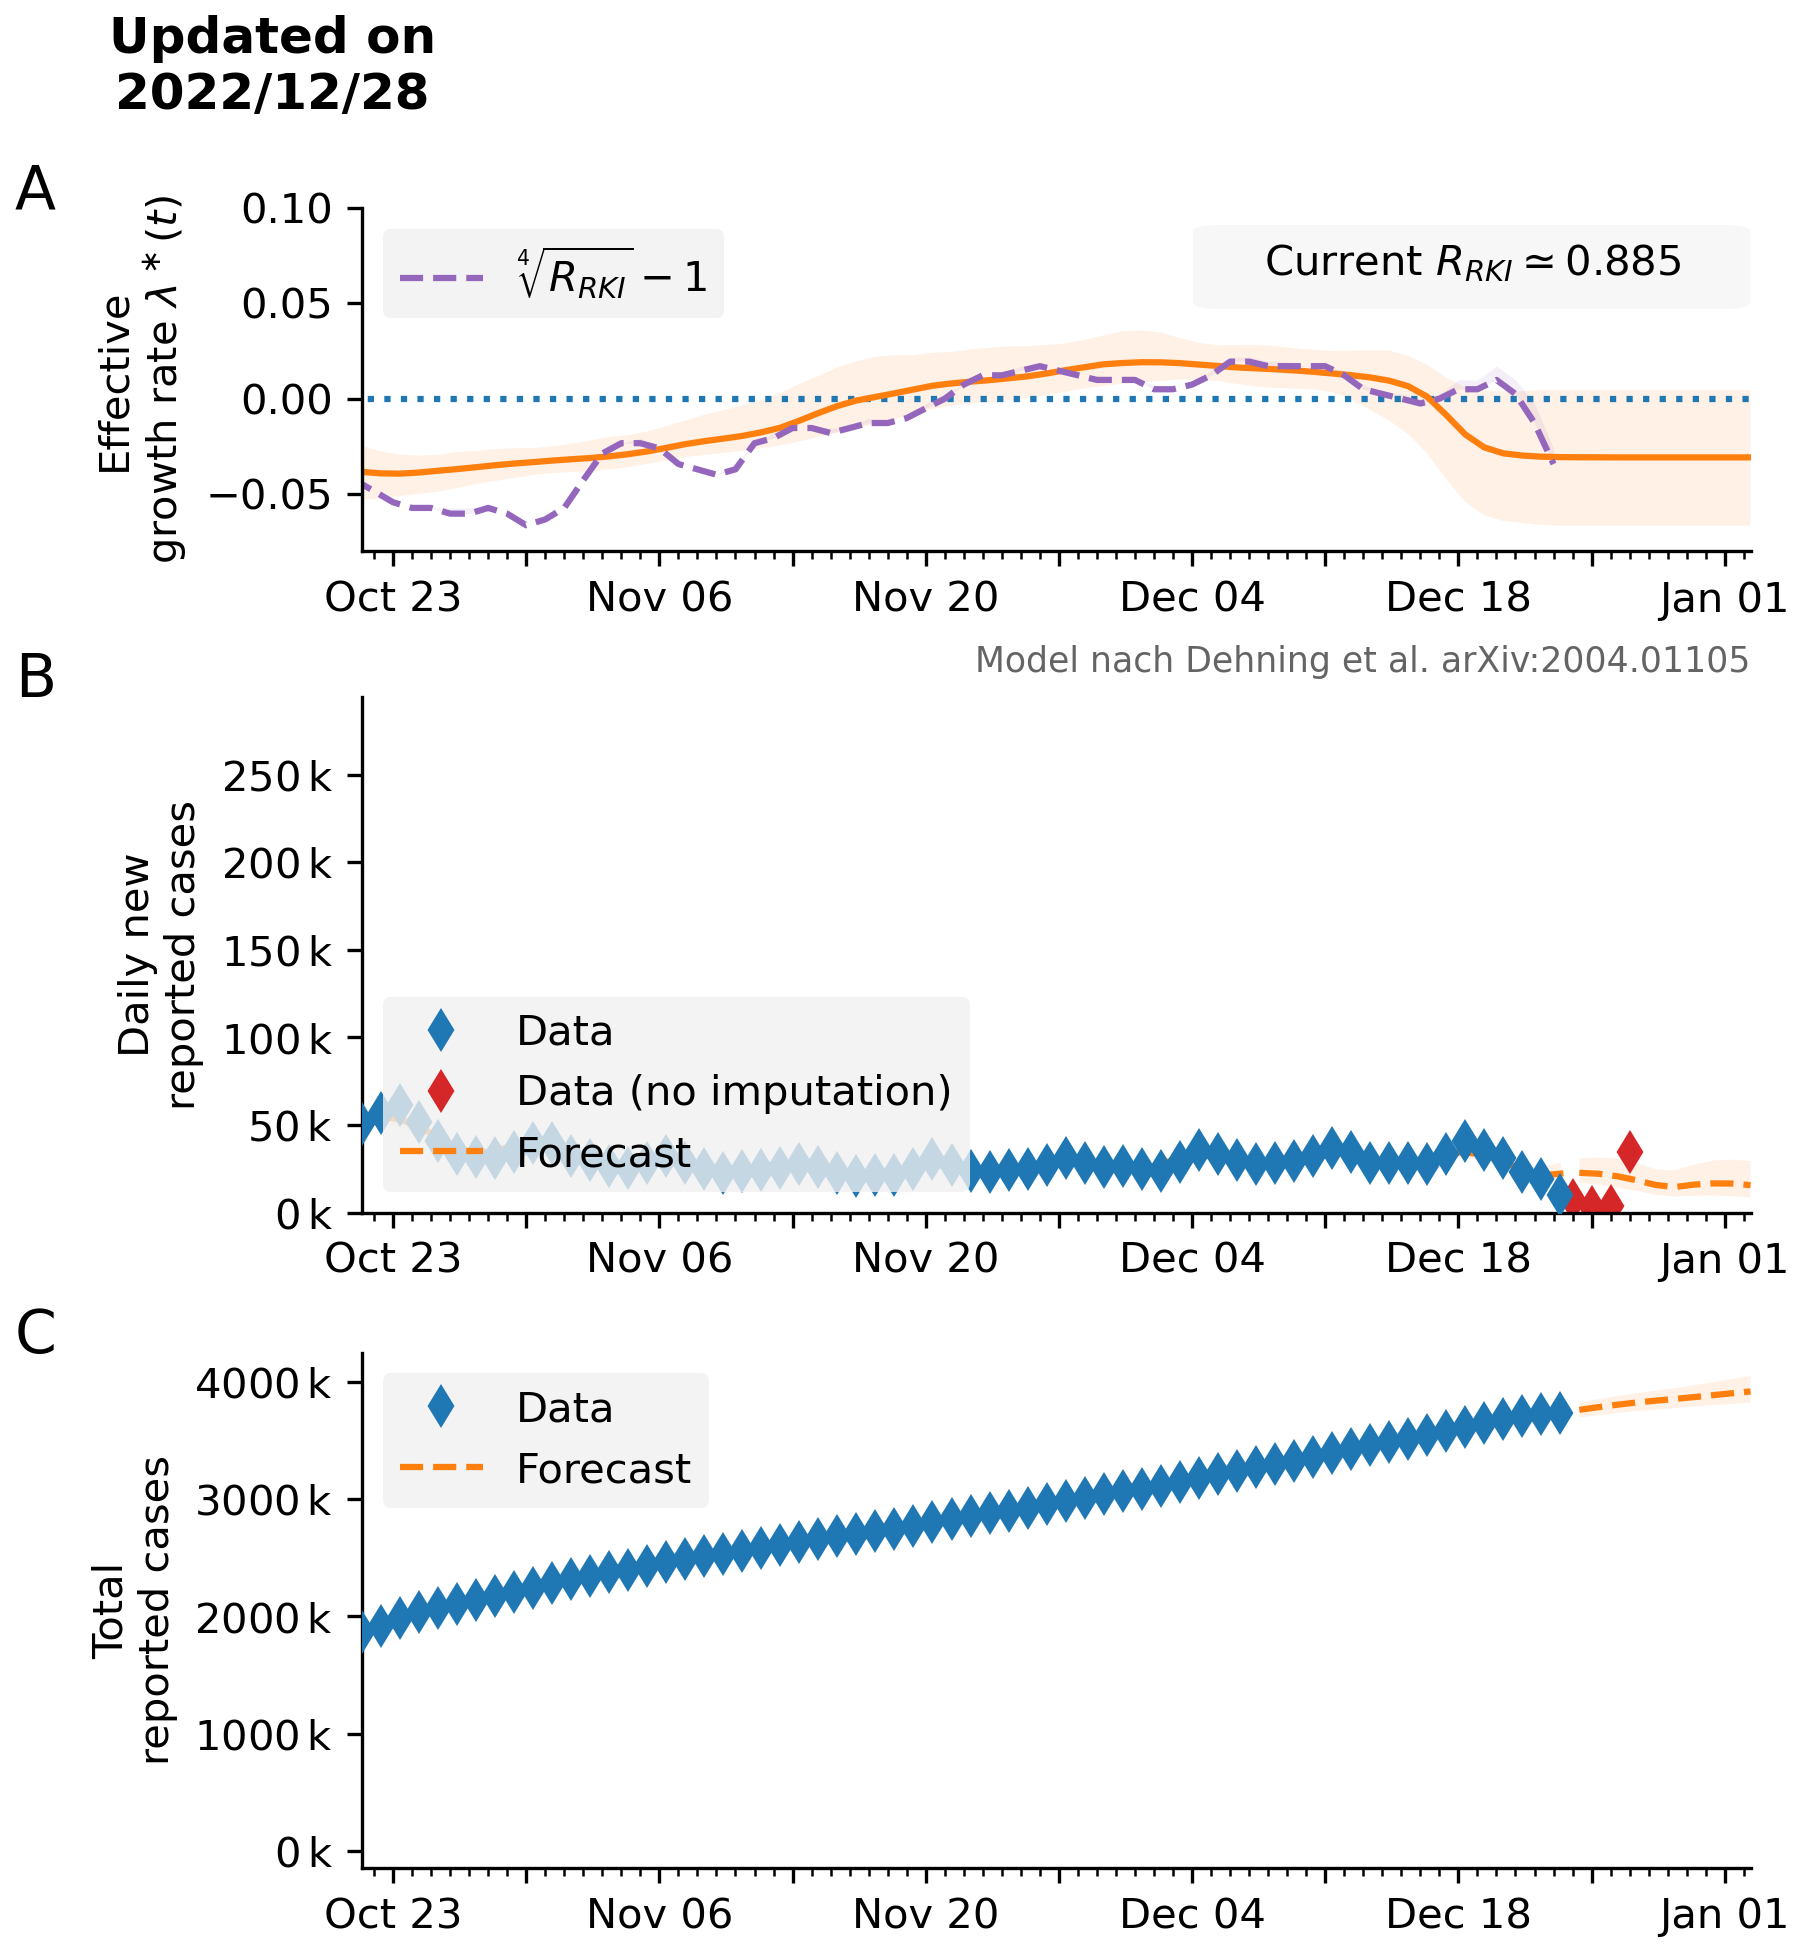 Updated on
2022/12/28
A
Effective
growth rate λ * (t)
0.10
0.05
0.00
−0.05
∜R_RKI − 1
Current R_RKI ≃ 0.885
Oct 23 Nov 06 Nov 20 Dec 04 Dec 18 Jan 01
Model nach Dehning et al. arXiv:2004.01105
B
Daily new
reported cases
250 k
200 k
150 k
100 k
50 k
0 k
Data
Data (no imputation)
Forecast
Oct 23 Nov 06 Nov 20 Dec 04 Dec 18 Jan 01
C
Total
reported cases
4000 k
3000 k
2000 k
1000 k
0 k
Data
Forecast
Oct 23 Nov 06 Nov 20 Dec 04 Dec 18 Jan 01